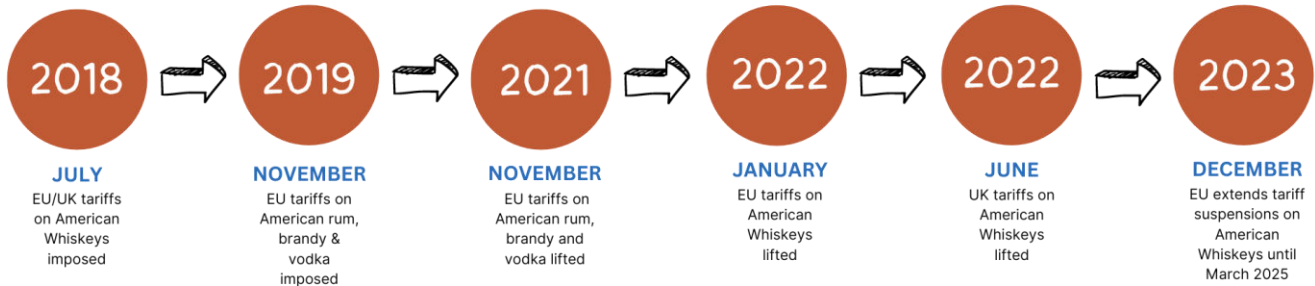 2018
JULY
EU/UK tariffs
on American
Whiskeys
imposed
2019
NOVEMBER
EU tariffs on
American rum,
brandy &
vodka
imposed
2021
NOVEMBER
EU tariffs on
American rum,
brandy and
vodka lifted
2022
JANUARY
EU tariffs on
American
Whiskeys
lifted
2022
JUNE
UK tariffs on
American
Whiskeys
lifted
2023
DECEMBER
EU extends tariff
suspensions on
American
Whiskeys until
March 2025